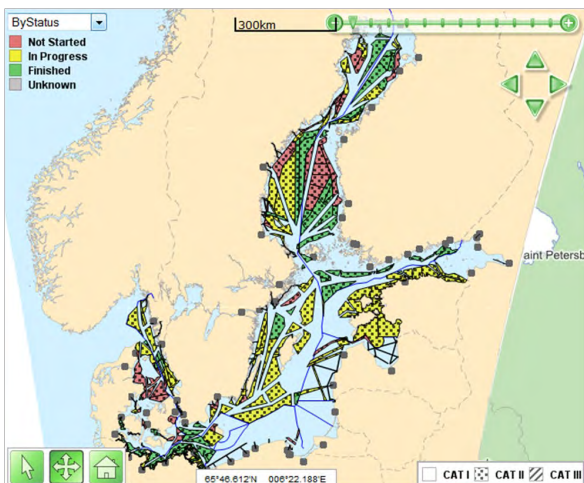 ByStatus
300km
Not Started
In Progress
Finished
Unknown
aint Petersb
65°46.612'N 006°22.188'E
CAT I CAT II CAT III